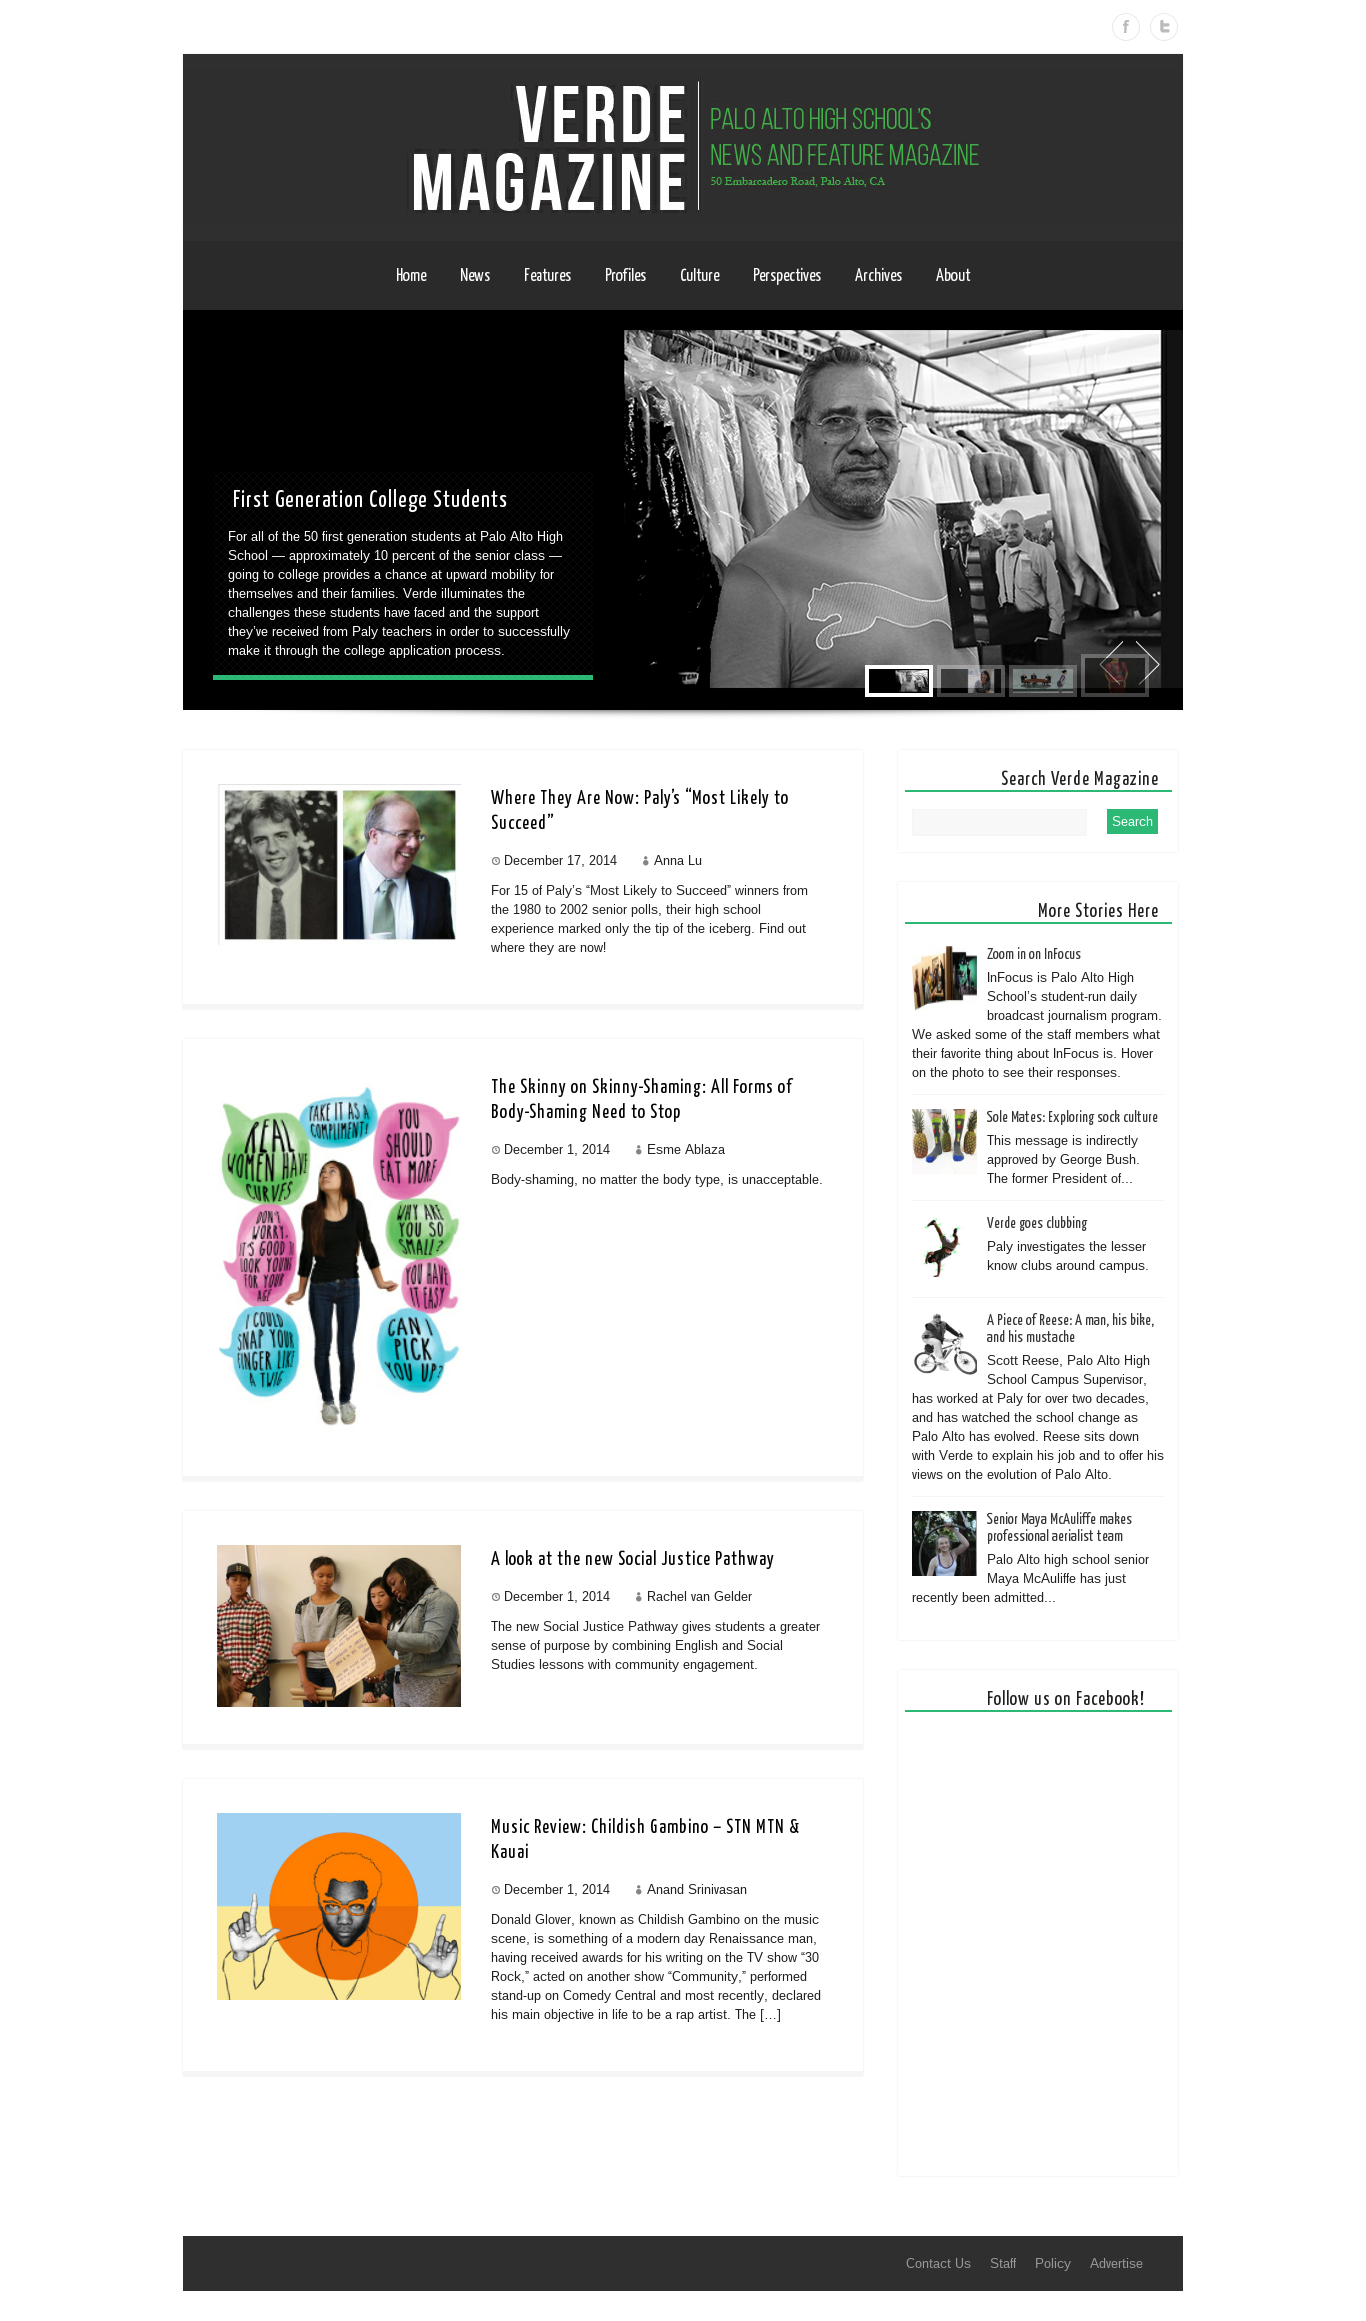 VERDE
MAGAZINE
PALO ALTO HIGH SCHOOL'S
NEWS AND FEATURE MAGAZINE
50 Embarcadero Road, Palo Alto, CA
Home News Features Profiles Culture Perspectives Archives About
First Generation College Students
For all of the 50 first generation students at Palo Alto High
School — approximately 10 percent of the senior class —
going to college provides a chance at upward mobility for
themselves and their families. Verde illuminates the
challenges these students have faced and the support
they’ve received from Paly teachers in order to successfully
make it through the college application process.
Where They Are Now: Paly’s “Most Likely to
Succeed”
December 17, 2014 Anna Lu
For 15 of Paly’s “Most Likely to Succeed” winners from
the 1980 to 2002 senior polls, their high school
experience marked only the tip of the iceberg. Find out
where they are now!
REAL
WOMEN HAVE
CURVES
TAKE IT AS A
COMPLIMENT!
YOU
SHOULD
EAT MORE!
DON'T
WORRY.
IT'S GOOD TO
LOOK YOUNG
FOR YOUR
AGE
WHY ARE
YOU SO
SMALL?
YOU HAVE
IT EASY
I COULD
SNAP YOUR
FINGER LIKE
A TWIG
CAN I
PICK
YOU UP?
The Skinny on Skinny-Shaming: All Forms of
Body-Shaming Need to Stop
December 1, 2014 Esme Ablaza
Body-shaming, no matter the body type, is unacceptable.
A look at the new Social Justice Pathway
December 1, 2014 Rachel van Gelder
The new Social Justice Pathway gives students a greater
sense of purpose by combining English and Social
Studies lessons with community engagement.
Music Review: Childish Gambino – STN MTN &
Kauai
December 1, 2014 Anand Srinivasan
Donald Glover, known as Childish Gambino on the music
scene, is something of a modern day Renaissance man,
having received awards for his writing on the TV show “30
Rock,” acted on another show “Community,” performed
stand-up on Comedy Central and most recently, declared
his main objective in life to be a rap artist. The […]
Search Verde Magazine
Search
More Stories Here
Zoom in on InFocus
InFocus is Palo Alto High
School’s student-run daily
broadcast journalism program.
We asked some of the staff members what
their favorite thing about InFocus is. Hover
on the photo to see their responses.
Sole Mates: Exploring sock culture
This message is indirectly
approved by George Bush.
The former President of...
Verde goes clubbing
Paly investigates the lesser
know clubs around campus.
A Piece of Reese: A man, his bike,
and his mustache
Scott Reese, Palo Alto High
School Campus Supervisor,
has worked at Paly for over two decades,
and has watched the school change as
Palo Alto has evolved. Reese sits down
with Verde to explain his job and to offer his
views on the evolution of Palo Alto.
Senior Maya McAuliffe makes
professional aerialist team
Palo Alto high school senior
Maya McAuliffe has just
recently been admitted...
Follow us on Facebook!
Contact Us Staff Policy Advertise